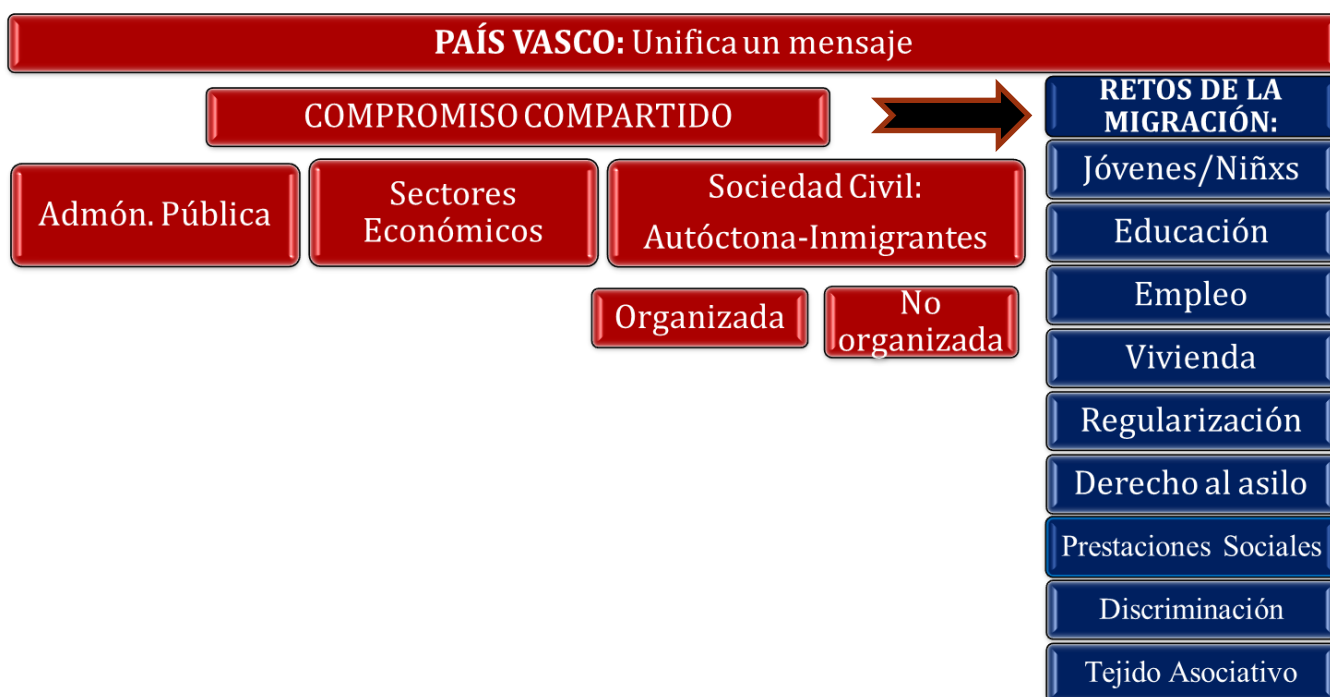 PAÍS VASCO: Unifica un mensaje
COMPROMISO COMPARTIDO
Admón. Pública
Sectores
Económicos
Sociedad Civil:
Autóctona-Inmigrantes
Organizada
No
organizada
RETOS DE LA
MIGRACIÓN:
Jóvenes/Niñxs
Educación
Empleo
Vivienda
Regularización
Derecho al asilo
Prestaciones Sociales
Discriminación
Tejido Asociativo